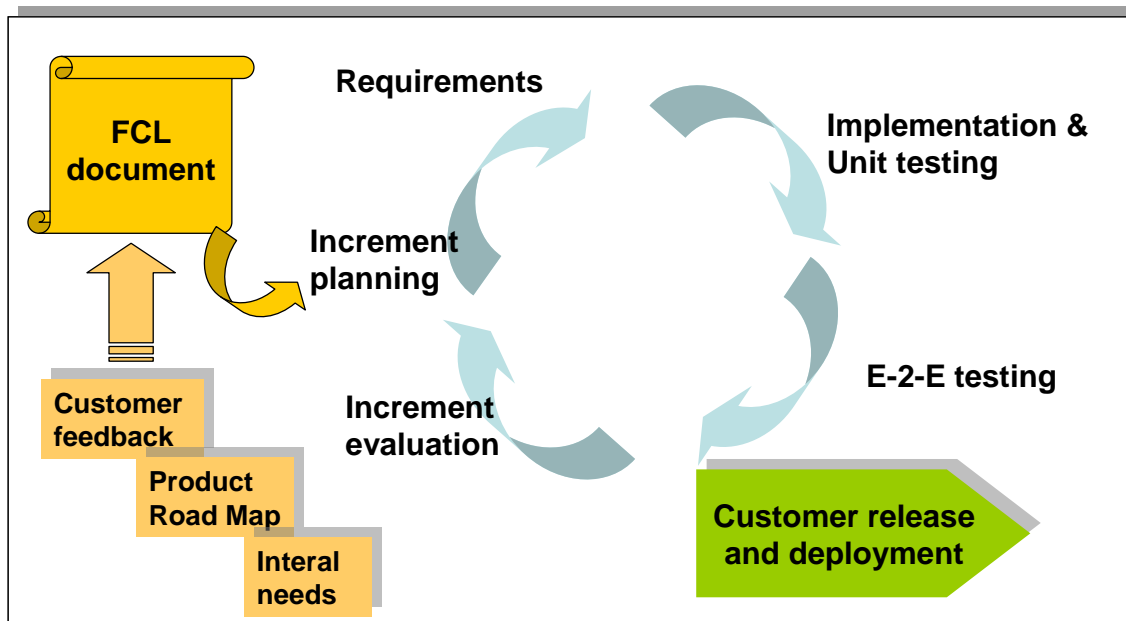 FCL
document
Requirements
Implementation &
Unit testing
Increment
planning
E-2-E testing
Increment
evaluation
Customer
feedback
Product
Road Map
Interal
needs
Customer release
and deployment